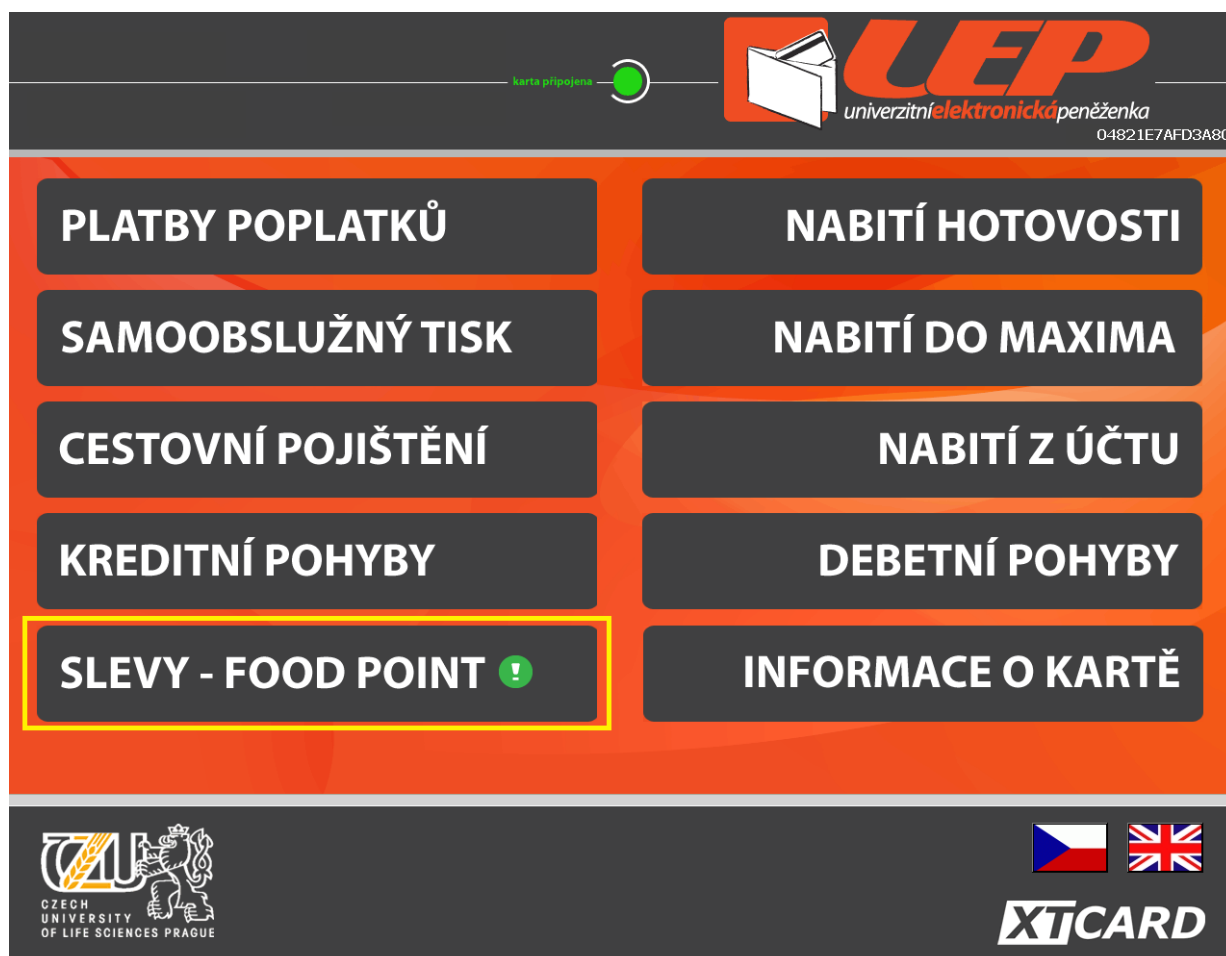 karta připojena
UEP
univerzitníelektronickápeněženka
04821E7AFD3A80
PLATBY POPLATKŮ
NABITÍ HOTOVOSTI
SAMOOBSLUŽNÝ TISK
NABITÍ DO MAXIMA
CESTOVNÍ POJIŠTĚNÍ
NABITÍ Z ÚČTU
KREDITNÍ POHYBY
DEBETNÍ POHYBY
SLEVY - FOOD POINT !
INFORMACE O KARTĚ
CZU
CZECH
UNIVERSITY
OF LIFE SCIENCES PRAGUE
XTCARD